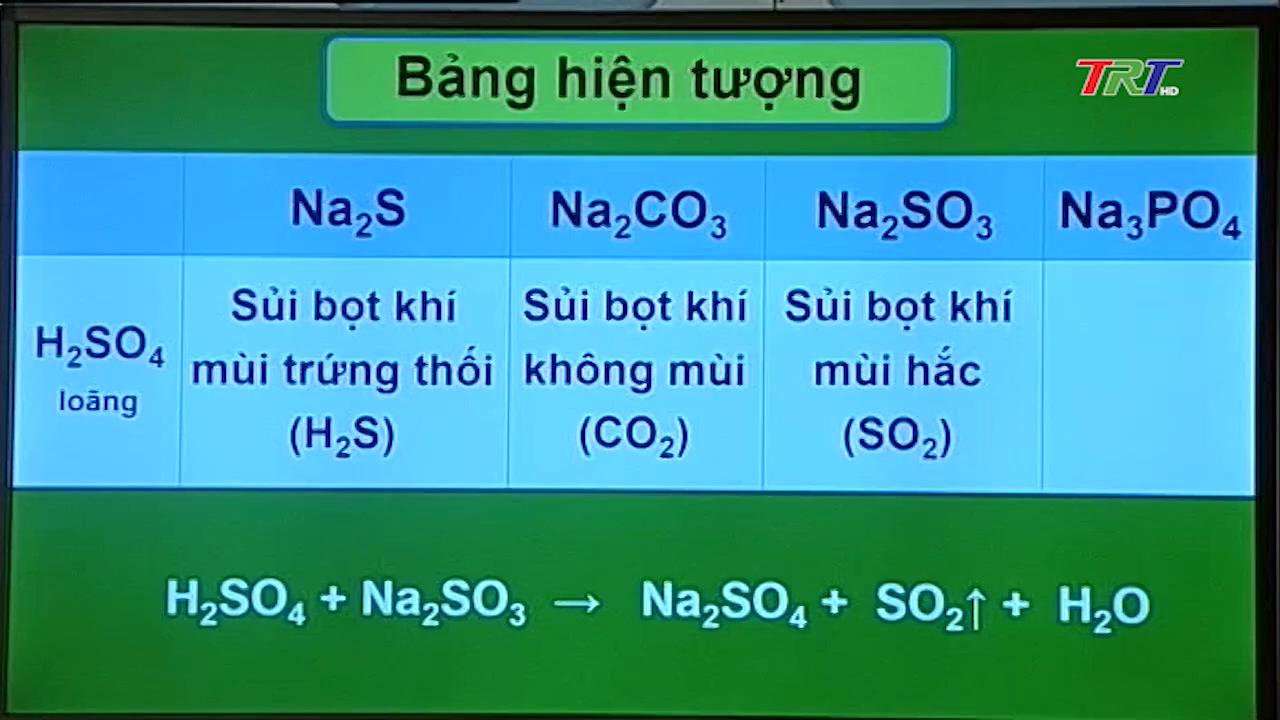 Bảng hiện tượng
TRT HD
Na₂S Na₂CO₃ Na₂SO₃ Na₃PO₄
H₂SO₄
loãng
Sủi bọt khí
mùi trứng thối
(H₂S)
Sủi bọt khí
không mùi
(CO₂)
Sủi bọt khí
mùi hắc
(SO₂)
H₂SO₄ + Na₂SO₃ → Na₂SO₄ + SO₂↑ + H₂O